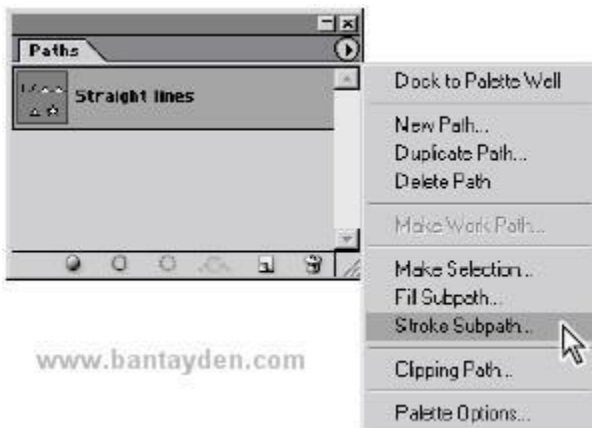 Paths
Straight lines
Dock to Palette Well
New Path...
Duplicate Path...
Delete Path
Make Work Path...
Make Selection...
Fill Subpath...
Stroke Subpath...
Clipping Path...
Palette Options...
www.bantayden.com